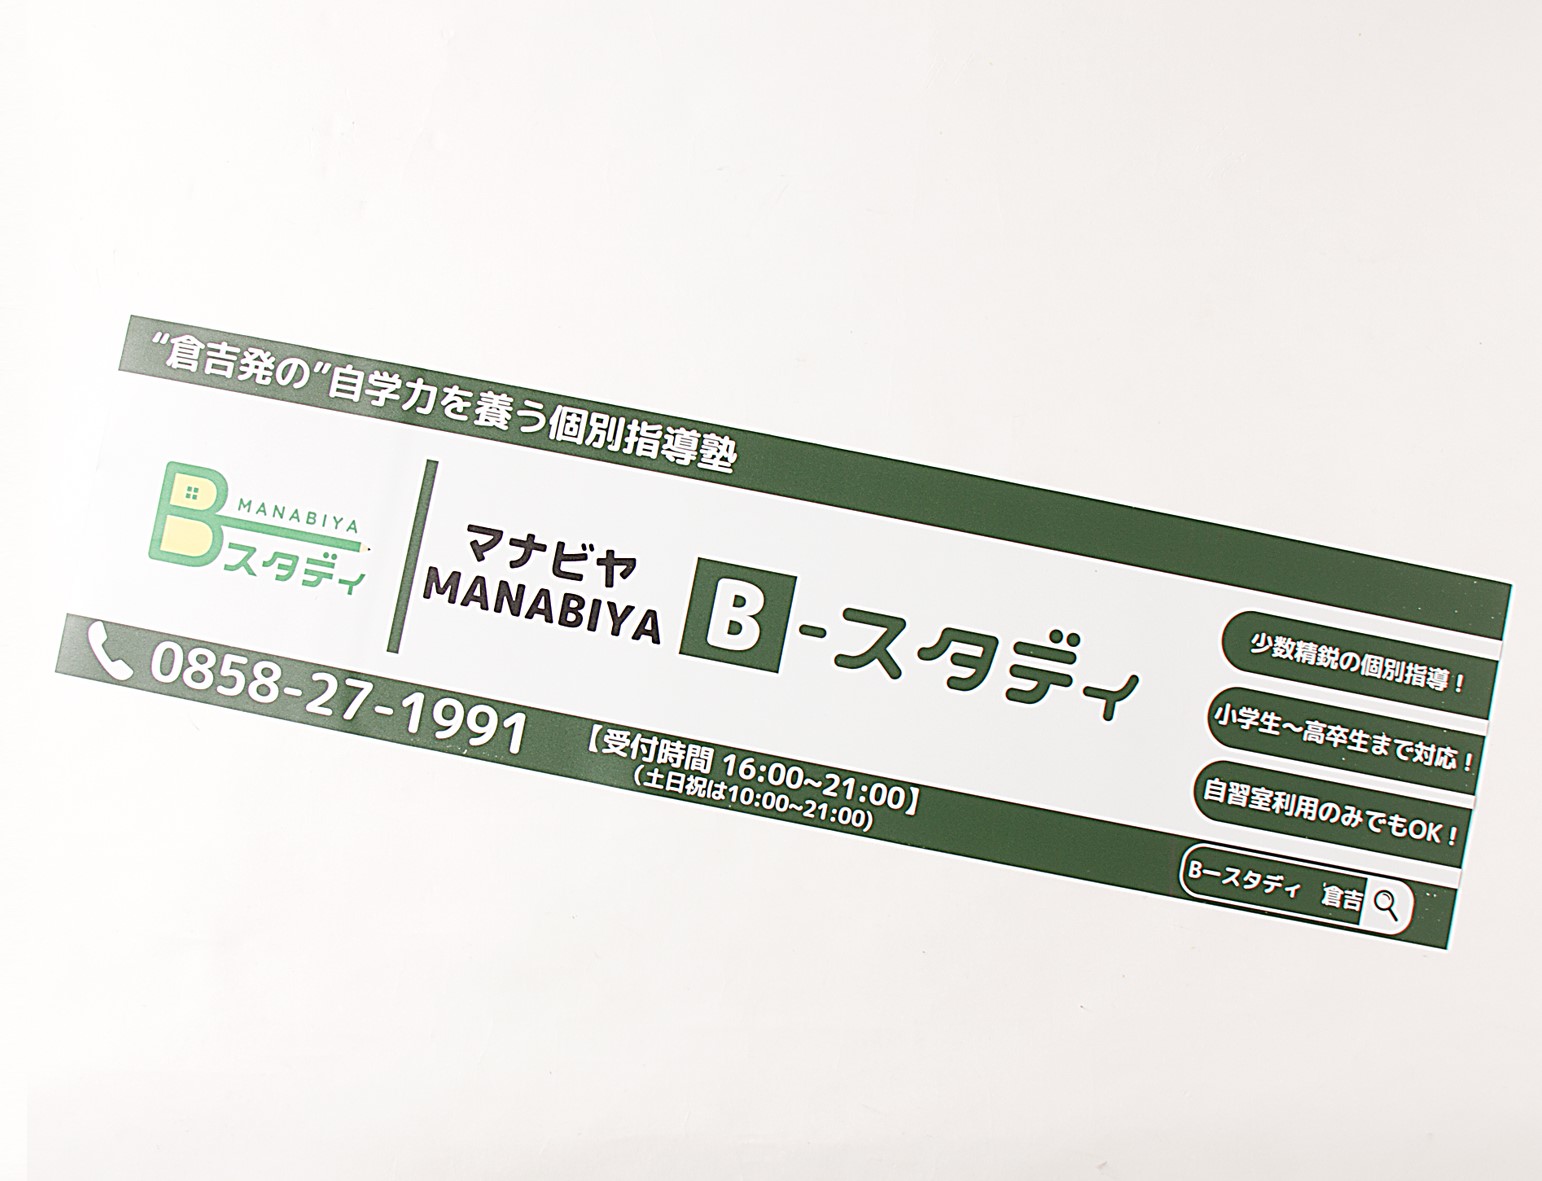 “倉吉発の”自学力を養う個別指導塾
B MANABIYA
スタディ
マナビヤ
MANABIYA
B-スタディ
少数精鋭の個別指導！
小学生〜高卒生まで対応！
自習室利用のみでもOK！
0858-27-1991
【受付時間 16:00~21:00】
(土日祝は10:00~21:00)
Bースタディ 倉吉